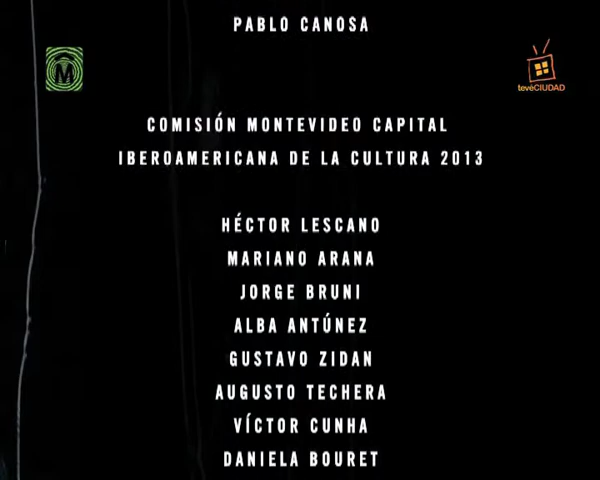 PABLO CANOSA
M
tevéCIUDAD
COMISIÓN MONTEVIDEO CAPITAL
IBEROAMERICANA DE LA CULTURA 2013
HÉCTOR LESCANO
MARIANO ARANA
JORGE BRUNI
ALBA ANTÚNEZ
GUSTAVO ZIDAN
AUGUSTO TECHERA
VÍCTOR CUNHA
DANIELA BOURET